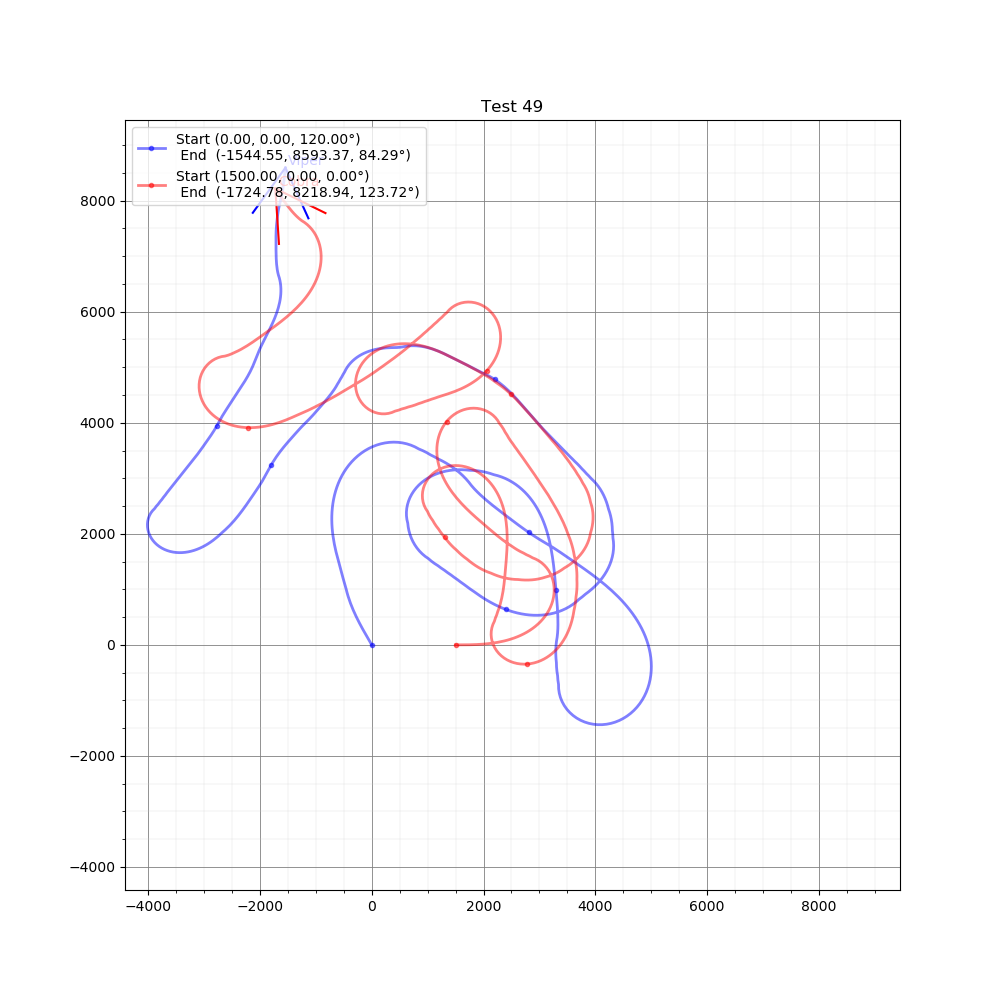 Test 49
Start (0.00, 0.00, 120.00°)
End (-1544.55, 8593.37, 84.29°)
Start (1500.00, 0.00, 0.00°)
End (-1724.78, 8218.94, 123.72°)
Viper
8000
6000
4000
2000
0
−2000
−4000
−4000 −2000 0 2000 4000 6000 8000